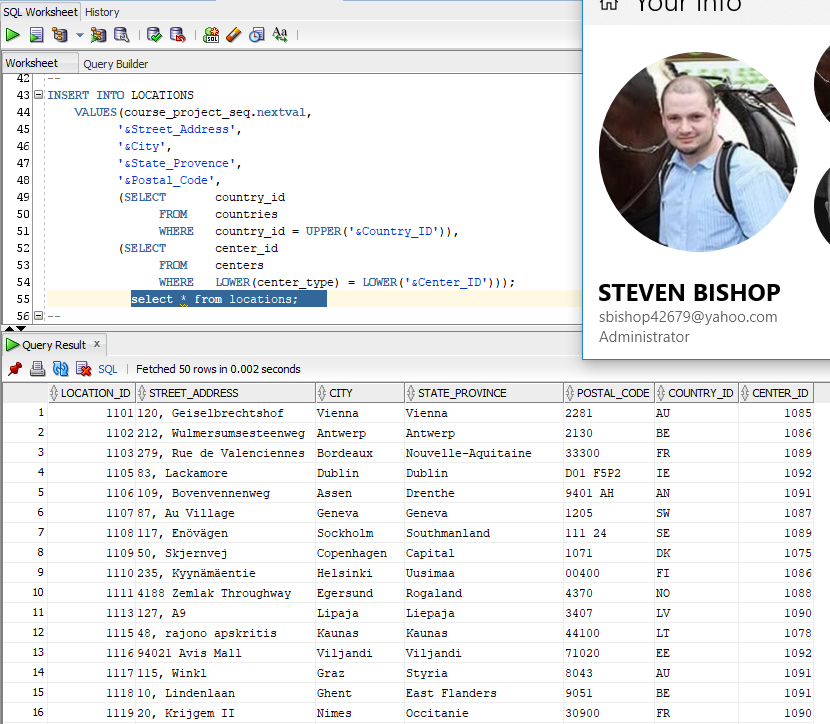 SQL Worksheet History
Your info
Worksheet Query Builder
42 --
43 INSERT INTO LOCATIONS
44 VALUES(course_project_seq.nextval,
45 '&Street_Address',
46 '&City',
47 '&State_Provence',
48 '&Postal_Code',
49 (SELECT country_id
50 FROM countries
51 WHERE country_id = UPPER('&Country_ID')),
52 (SELECT center_id
53 FROM centers
54 WHERE LOWER(center_type) = LOWER('&Center_ID')));
55 select * from locations;
56 --
STEVEN BISHOP
sbishop42679@yahoo.com
Administrator
Query Result x
SQL | Fetched 50 rows in 0.002 seconds
LOCATION_ID STREET_ADDRESS CITY STATE_PROVINCE POSTAL_CODE COUNTRY_ID CENTER_ID
1 1101 120, Geiselbrechtshof Vienna Vienna 2281 AU 1085
2 1102 212, Wulmersumsesteenweg Antwerp Antwerp 2130 BE 1086
3 1103 279, Rue de Valenciennes Bordeaux Nouvelle-Aquitaine 33300 FR 1089
4 1105 83, Lackamore Dublin Dublin D01 F5P2 IE 1092
5 1106 109, Bovenvennenweg Assen Drenthe 9401 AH AN 1091
6 1107 87, Au Village Geneva Geneva 1205 SW 1087
7 1108 117, Enövägen Sockholm Southmanland 111 24 SE 1089
8 1109 50, Skjernvej Copenhagen Capital 1071 DK 1075
9 1110 235, Kyynämäentie Helsinki Uusimaa 00400 FI 1086
10 1111 4188 Zemlak Throughway Egersund Rogaland 4370 NO 1088
11 1113 127, A9 Lipaja Liepaja 3407 LV 1090
12 1115 48, rajono apskritis Kaunas Kaunas 44100 LT 1078
13 1116 94021 Avis Mall Viljandi Viljandi 71020 EE 1092
14 1117 115, Winkl Graz Styria 8043 AU 1091
15 1118 10, Lindenlaan Ghent East Flanders 9051 BE 1091
16 1119 20, Krijgem II Nimes Occitanie 30900 FR 1090